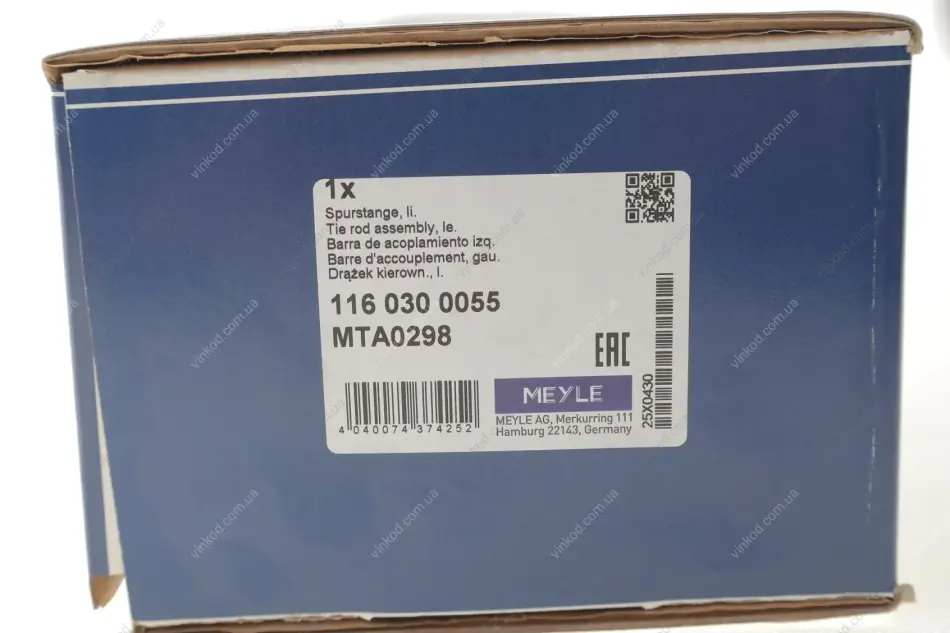 1x
Spurstange, li.
Tie rod assembly, le.
Barra de acoplamiento izq.
Barre d'accouplement, gau.
Drążek kierown., l.
116 030 0055
MTA0298
EAC
MEYLE
MEYLE AG, Merkurring 111
Hamburg 22143, Germany
4 040074 374252
25X0430
vinkod.com.ua